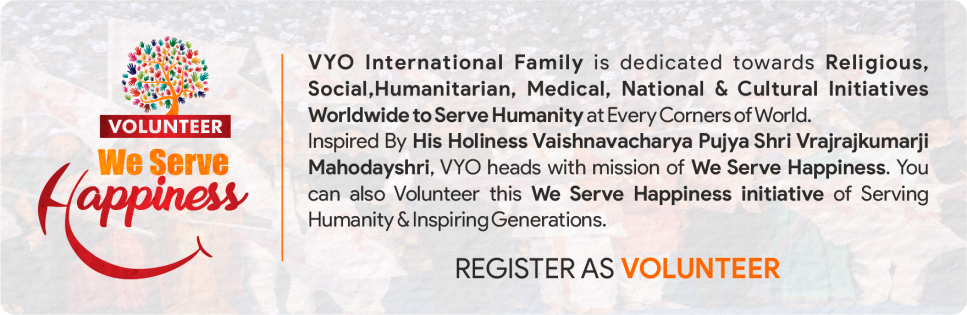 VOLUNTEER
We Serve
Happiness
VYO International Family is dedicated towards Religious,
Social,Humanitarian, Medical, National & Cultural Initiatives
Worldwide to Serve Humanity at Every Corners of World.
Inspired By His Holiness Vaishnavacharya Pujya Shri Vrajrajkumarji
Mahodayshri, VYO heads with mission of We Serve Happiness. You
can also Volunteer this We Serve Happiness initiative of Serving
Humanity & Inspiring Generations.
REGISTER AS VOLUNTEER